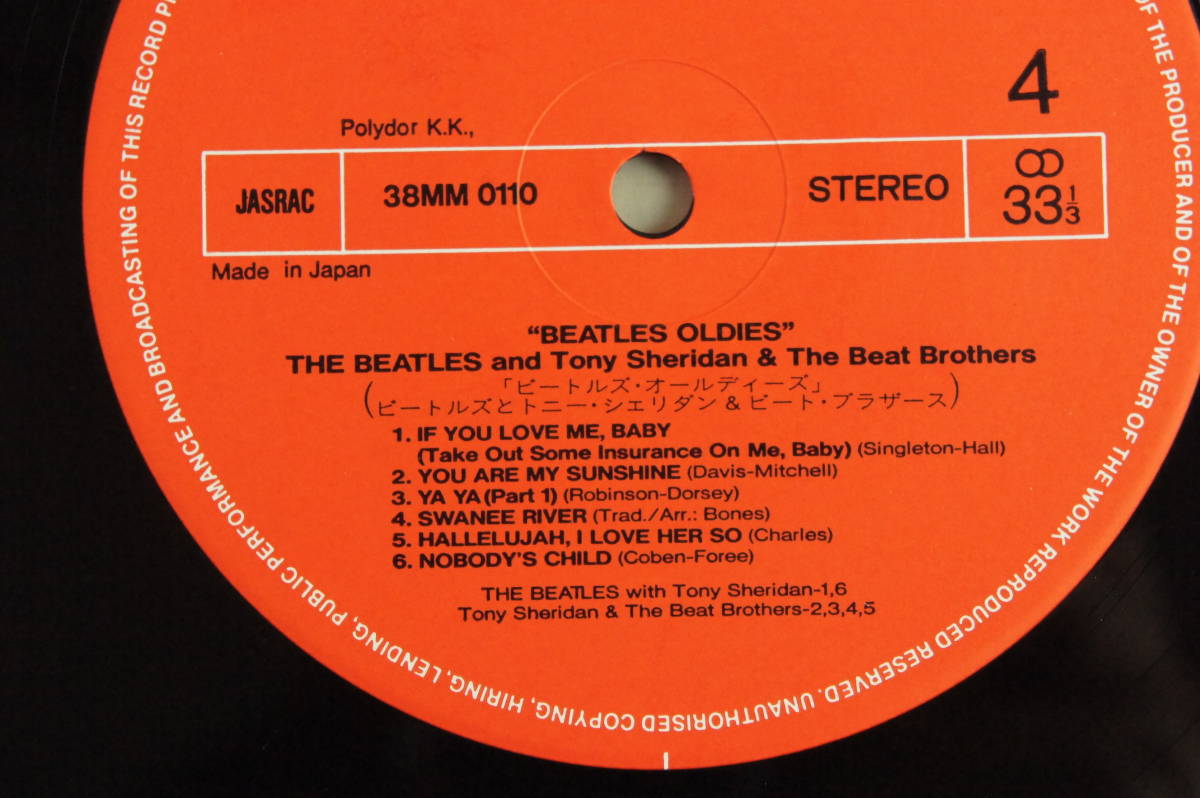 4
Polydor K.K.,
JASRAC
38MM 0110
STEREO
33 1/3
Made in Japan
"BEATLES OLDIES"
THE BEATLES and Tony Sheridan & The Beat Brothers
(「ビートルズ・オールディーズ」
ビートルズとトニー・シェリダン & ビート・ブラザース)
1. IF YOU LOVE ME, BABY
(Take Out Some Insurance On Me, Baby) (Singleton-Hall)
2. YOU ARE MY SUNSHINE (Davis-Mitchell)
3. YA YA (Part 1) (Robinson-Dorsey)
4. SWANEE RIVER (Trad./Arr.: Bones)
5. HALLELUJAH, I LOVE HER SO (Charles)
6. NOBODY'S CHILD (Coben-Foree)
THE BEATLES with Tony Sheridan-1,6
Tony Sheridan & The Beat Brothers-2,3,4,5
OF THE PRODUCER AND OF THE OWNER OF THE WORK REPRODUCED RESERVED. UNAUTHORISED COPYING, HIRING, LENDING, PUBLIC PERFORMANCE AND BROADCASTING OF THIS RECORD